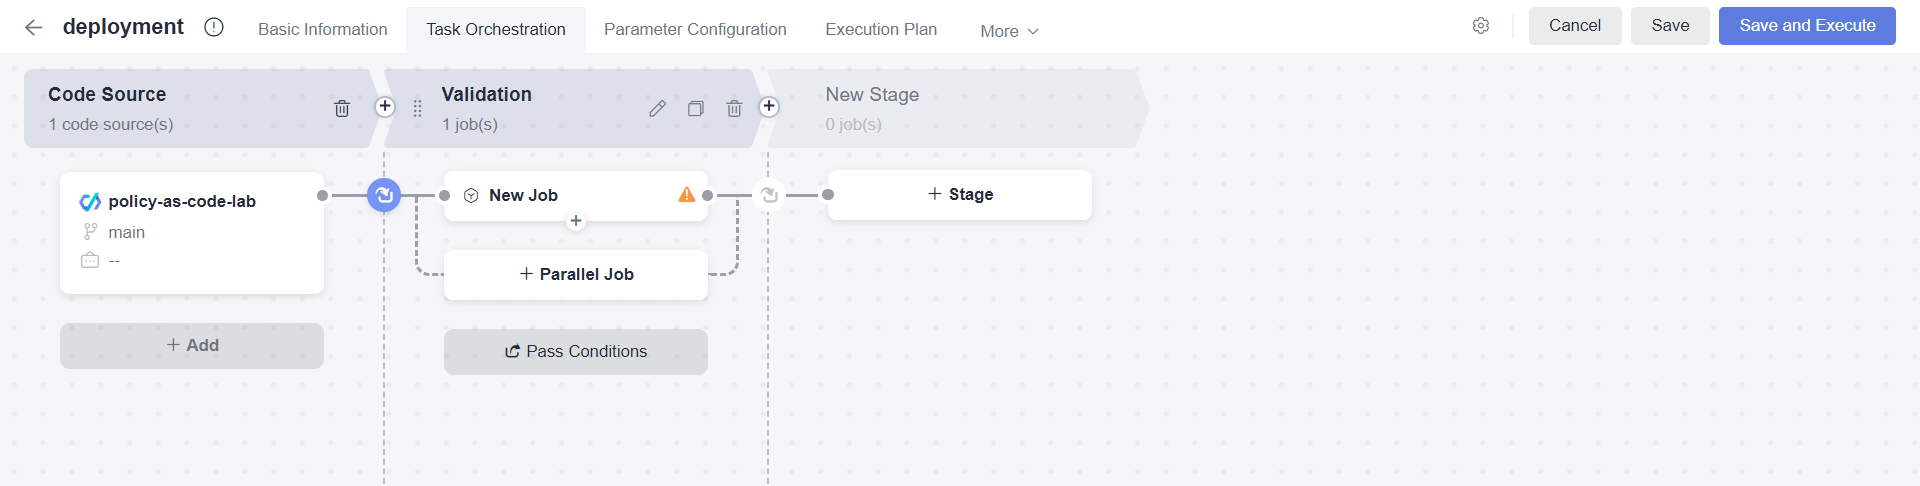 deployment
Basic Information
Task Orchestration
Parameter Configuration
Execution Plan
More
Cancel
Save
Save and Execute
Code Source
1 code source(s)
Validation
1 job(s)
New Stage
0 job(s)
policy-as-code-lab
main
--
Add
New Job
Parallel Job
Pass Conditions
Stage